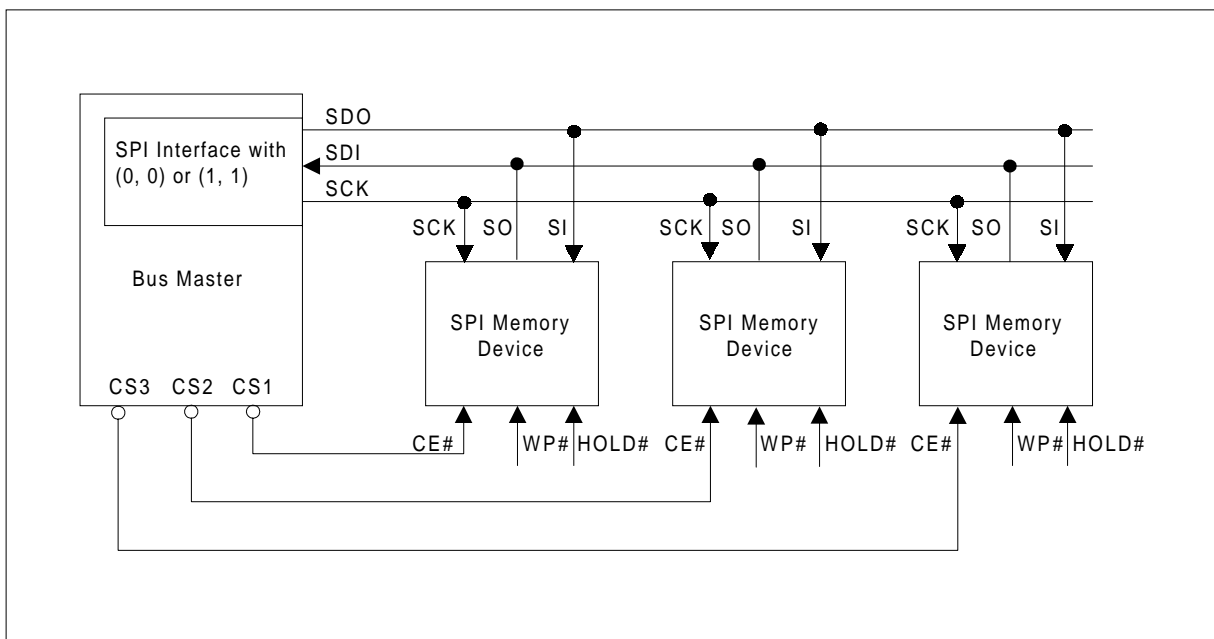 SDO
SPI Interface with
(0, 0) or (1, 1)
SDI
SCK
SCK SO SI
SCK SO SI
SCK SO SI
Bus Master
SPI Memory
Device
SPI Memory
Device
SPI Memory
Device
CS3 CS2 CS1
CE# WP# HOLD#
CE# WP# HOLD#
CE# WP# HOLD#